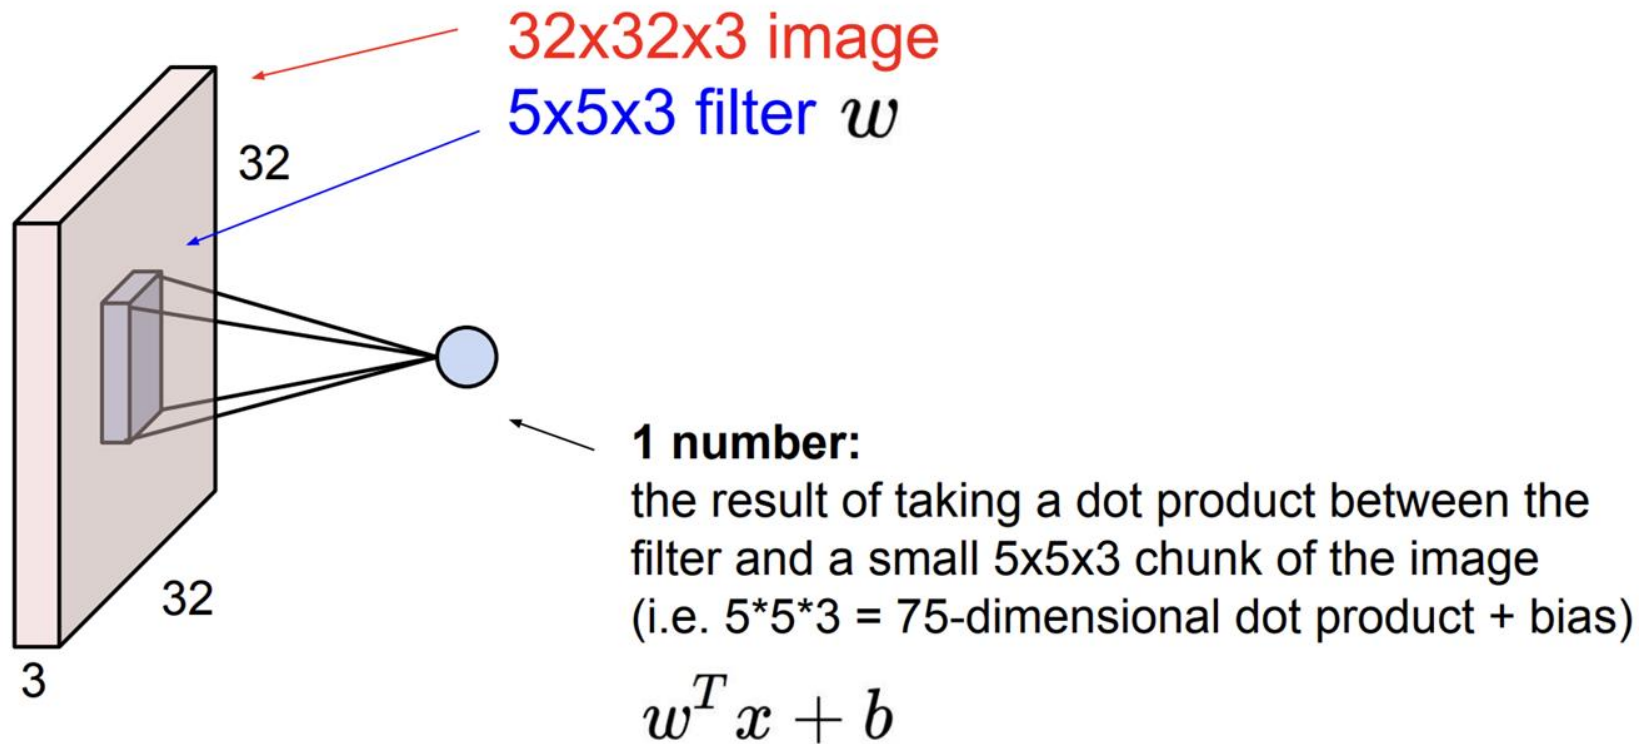 32x32x3 image
5x5x3 filter w
32
32
3
1 number:
the result of taking a dot product between the
filter and a small 5x5x3 chunk of the image
(i.e. 5*5*3 = 75-dimensional dot product + bias)
w^T x + b